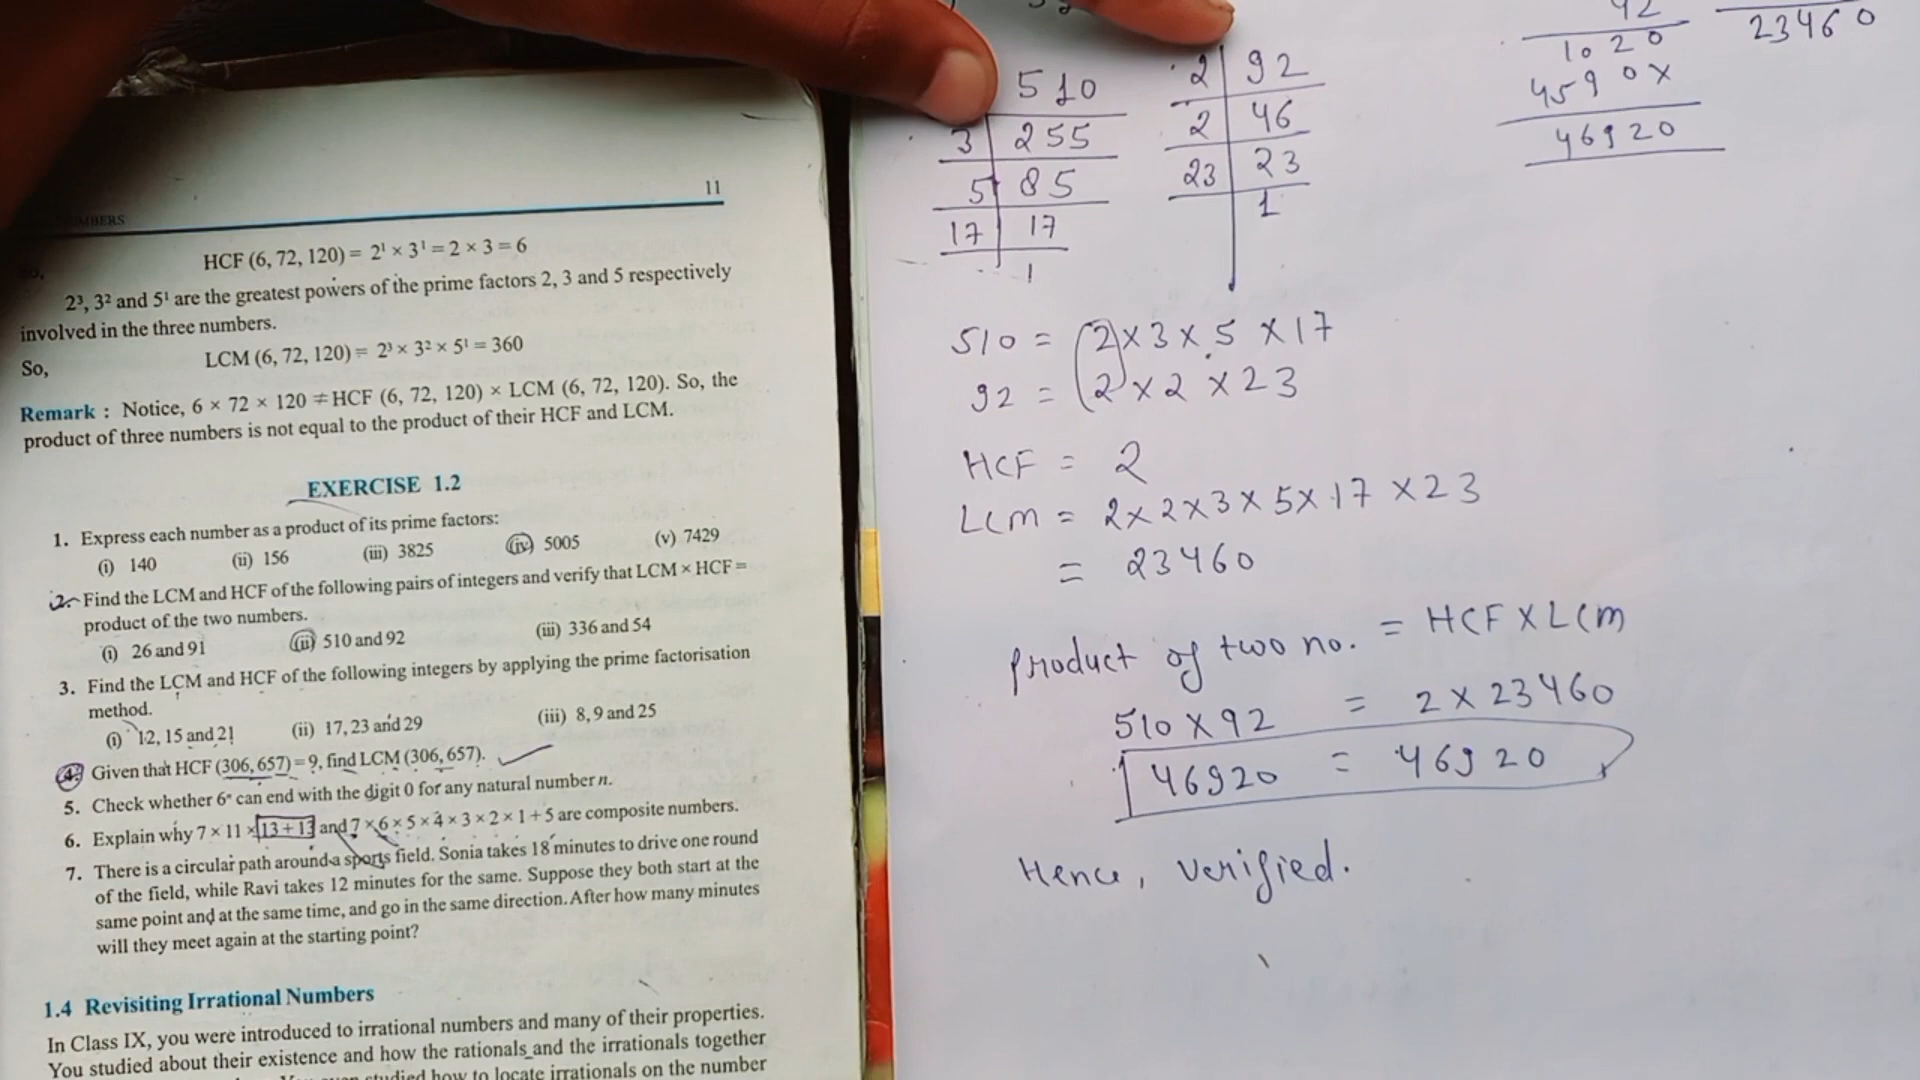 11
HCF (6, 72, 120) = 2¹ × 3¹ = 2 × 3 = 6
2³, 3² and 5¹ are the greatest powers of the prime factors 2, 3 and 5 respectively
involved in the three numbers.
So, LCM (6, 72, 120) = 2³ × 3² × 5¹ = 360
Remark : Notice, 6 × 72 × 120 ≠ HCF (6, 72, 120) × LCM (6, 72, 120). So, the
product of three numbers is not equal to the product of their HCF and LCM.
EXERCISE 1.2
1. Express each number as a product of its prime factors:
(i) 140 (ii) 156 (iii) 3825 (iv) 5005 (v) 7429
2. Find the LCM and HCF of the following pairs of integers and verify that LCM × HCF =
product of the two numbers.
(i) 26 and 91 (ii) 510 and 92 (iii) 336 and 54
3. Find the LCM and HCF of the following integers by applying the prime factorisation
method.
(i) 12, 15 and 21 (ii) 17, 23 and 29 (iii) 8, 9 and 25
4. Given that HCF (306, 657) = 9, find LCM (306, 657).
5. Check whether 6ⁿ can end with the digit 0 for any natural number n.
6. Explain why 7 × 11 × 13 + 13 and 7 × 6 × 5 × 4 × 3 × 2 × 1 + 5 are composite numbers.
7. There is a circular path around a sports field. Sonia takes 18 minutes to drive one round
of the field, while Ravi takes 12 minutes for the same. Suppose they both start at the
same point and at the same time, and go in the same direction. After how many minutes
will they meet again at the starting point?
1.4 Revisiting Irrational Numbers
In Class IX, you were introduced to irrational numbers and many of their properties.
You studied about their existence and how the rationals and the irrationals together
studied how to locate irrationals on the number
510
3 255
5 85
17 17
1
2 92
2 46
23 23
1
92
1020
4590x
46920
23460
510 = 2 × 3 × 5 × 17
92 = 2 × 2 × 23
HCF = 2
LCM = 2 × 2 × 3 × 5 × 17 × 23
= 23460
Product of two no. = HCF × LCM
510 × 92 = 2 × 23460
46920 = 46920
Hence, verified.